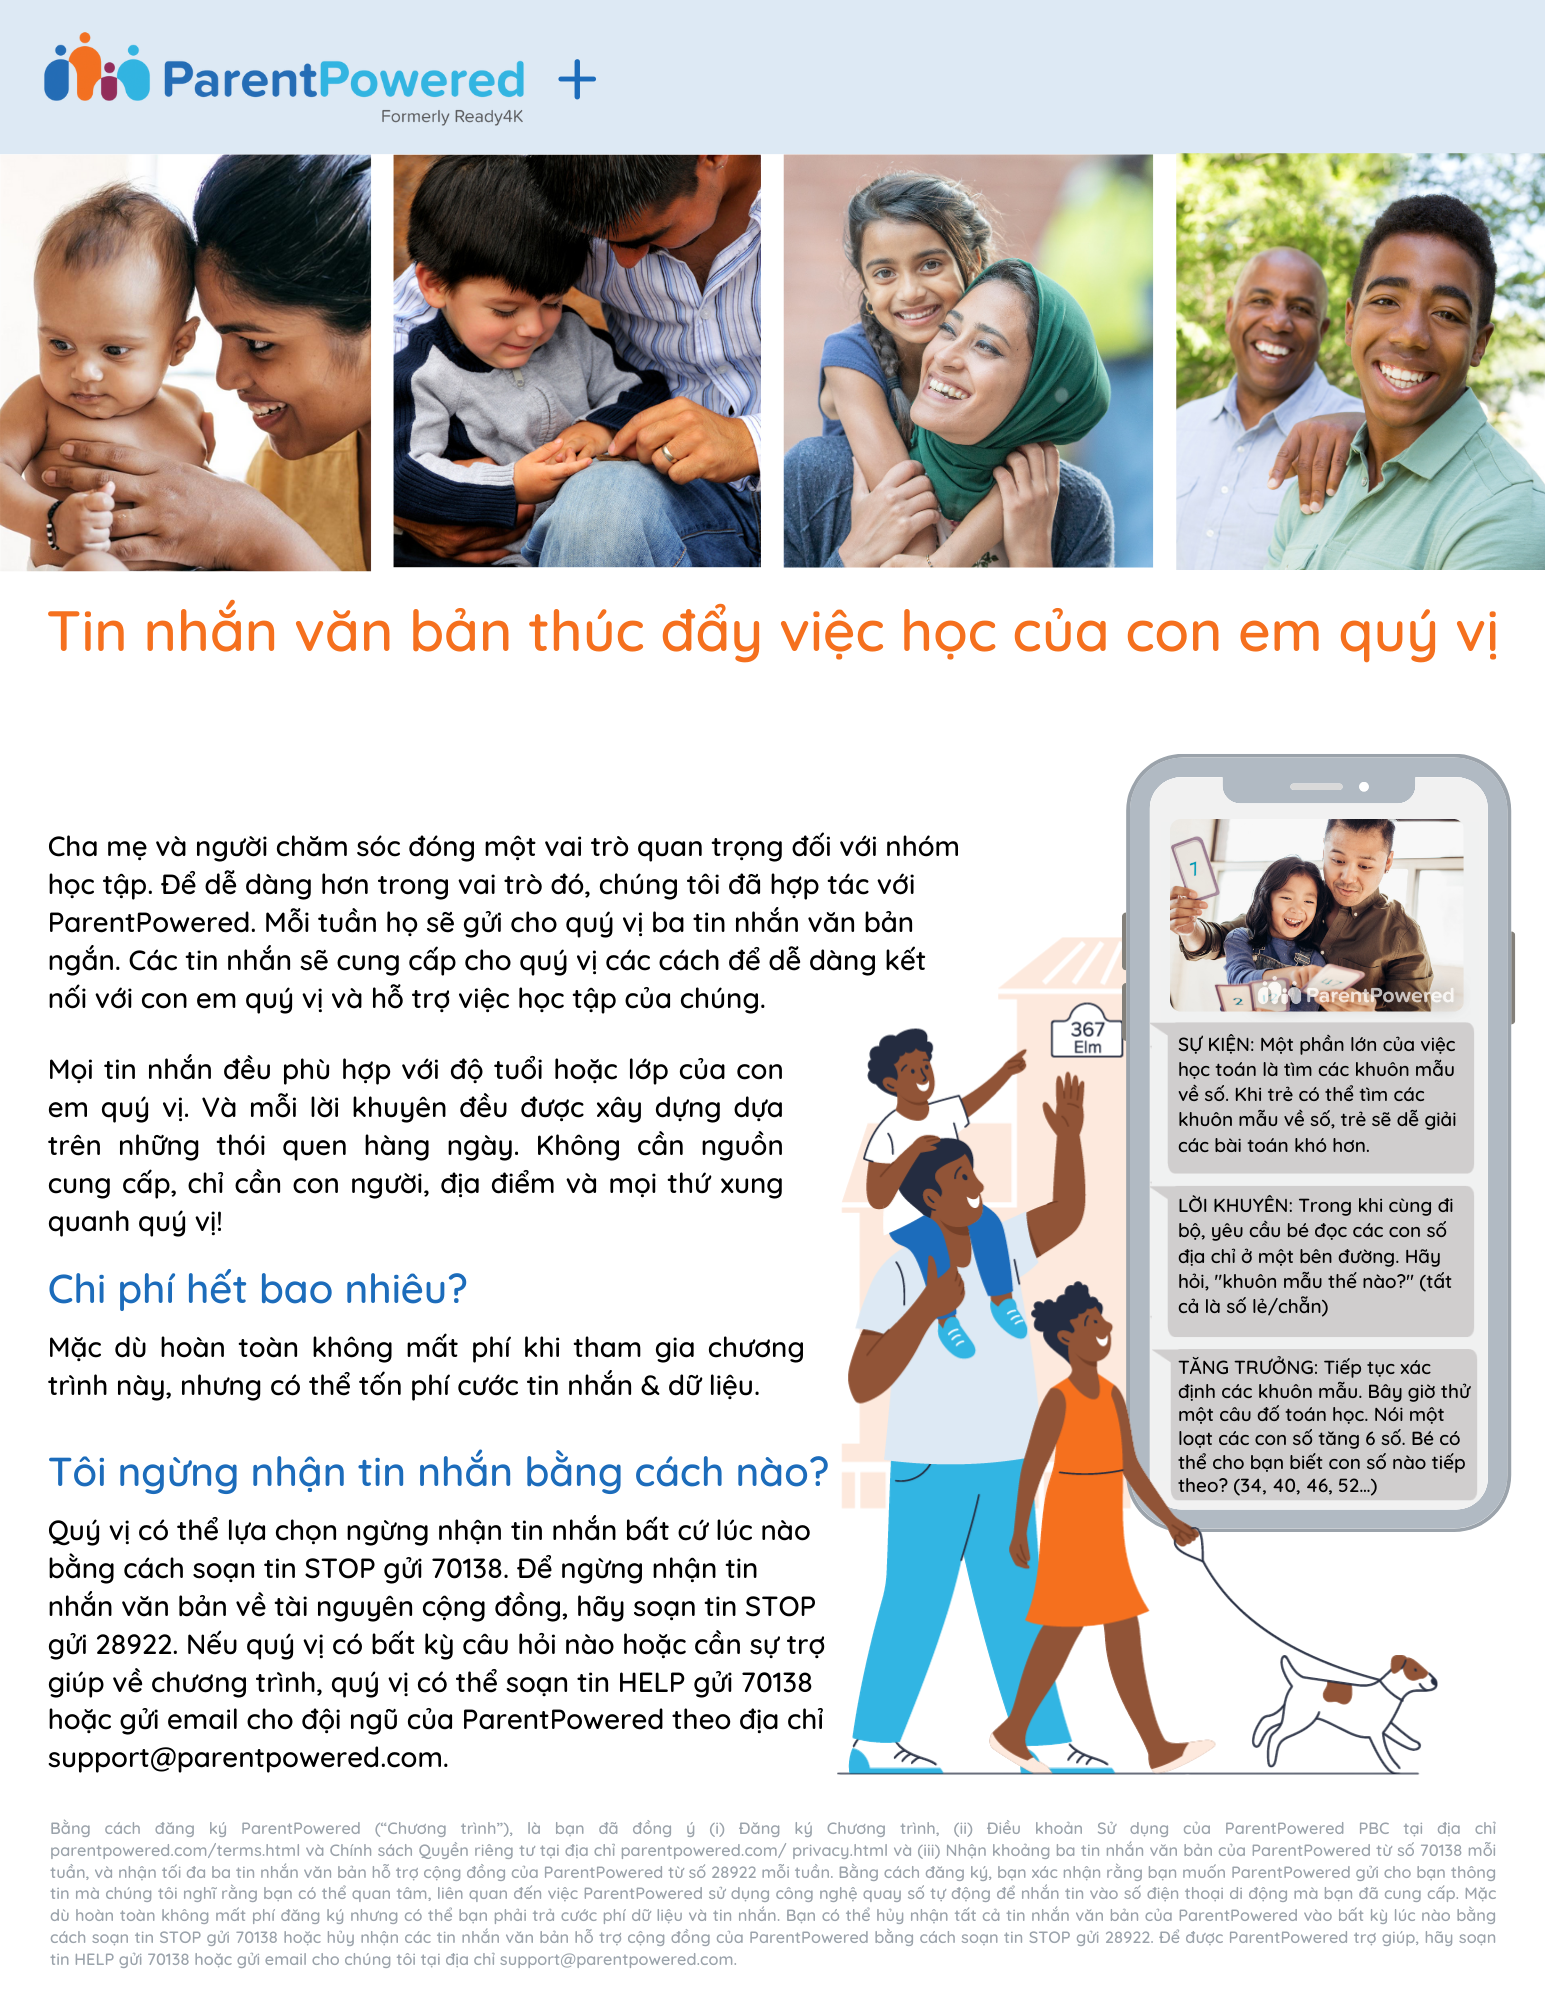 ParentPowered +
Formerly Ready4K
Tin nhắn văn bản thúc đẩy việc học của con em quý vị
Cha mẹ và người chăm sóc đóng một vai trò quan trọng đối với nhóm
học tập. Để dễ dàng hơn trong vai trò đó, chúng tôi đã hợp tác với
ParentPowered. Mỗi tuần họ sẽ gửi cho quý vị ba tin nhắn văn bản
ngắn. Các tin nhắn sẽ cung cấp cho quý vị các cách để dễ dàng kết
nối với con em quý vị và hỗ trợ việc học tập của chúng.
Mọi tin nhắn đều phù hợp với độ tuổi hoặc lớp của con
em quý vị. Và mỗi lời khuyên đều được xây dựng dựa
trên những thói quen hàng ngày. Không cần nguồn
cung cấp, chỉ cần con người, địa điểm và mọi thứ xung
quanh quý vị!
Chi phí hết bao nhiêu?
Mặc dù hoàn toàn không mất phí khi tham gia chương
trình này, nhưng có thể tốn phí cước tin nhắn & dữ liệu.
Tôi ngừng nhận tin nhắn bằng cách nào?
Quý vị có thể lựa chọn ngừng nhận tin nhắn bất cứ lúc nào
bằng cách soạn tin STOP gửi 70138. Để ngừng nhận tin
nhắn văn bản về tài nguyên cộng đồng, hãy soạn tin STOP
gửi 28922. Nếu quý vị có bất kỳ câu hỏi nào hoặc cần sự trợ
giúp về chương trình, quý vị có thể soạn tin HELP gửi 70138
hoặc gửi email cho đội ngũ của ParentPowered theo địa chỉ
support@parentpowered.com.
367
Elm
7
2
42
ParentPowered
SỰ KIỆN: Một phần lớn của việc
học toán là tìm các khuôn mẫu
về số. Khi trẻ có thể tìm các
khuôn mẫu về số, trẻ sẽ dễ giải
các bài toán khó hơn.
LỜI KHUYÊN: Trong khi cùng đi
bộ, yêu cầu bé đọc các con số
địa chỉ ở một bên đường. Hãy
hỏi, "khuôn mẫu thế nào?" (tất
cả là số lẻ/chẵn)
TĂNG TRƯỞNG: Tiếp tục xác
định các khuôn mẫu. Bây giờ thử
một câu đố toán học. Nói một
loạt các con số tăng 6 số. Bé có
thể cho bạn biết con số nào tiếp
theo? (34, 40, 46, 52...)
Bằng cách đăng ký ParentPowered (“Chương trình”), là bạn đã đồng ý (i) Đăng ký Chương trình, (ii) Điều khoản Sử dụng của ParentPowered PBC tại địa chỉ
parentpowered.com/terms.html và Chính sách Quyền riêng tư tại địa chỉ parentpowered.com/ privacy.html và (iii) Nhận khoảng ba tin nhắn văn bản của ParentPowered từ số 70138 mỗi
tuần, và nhận tối đa ba tin nhắn văn bản hỗ trợ cộng đồng của ParentPowered từ số 28922 mỗi tuần. Bằng cách đăng ký, bạn xác nhận rằng bạn muốn ParentPowered gửi cho bạn thông
tin mà chúng tôi nghĩ rằng bạn có thể quan tâm, liên quan đến việc ParentPowered sử dụng công nghệ quay số tự động để nhắn tin vào số điện thoại di động mà bạn đã cung cấp. Mặc
dù hoàn toàn không mất phí đăng ký nhưng có thể bạn phải trả cước phí dữ liệu và tin nhắn. Bạn có thể hủy nhận tất cả tin nhắn văn bản của ParentPowered vào bất kỳ lúc nào bằng
cách soạn tin STOP gửi 70138 hoặc hủy nhận các tin nhắn văn bản hỗ trợ cộng đồng của ParentPowered bằng cách soạn tin STOP gửi 28922. Để được ParentPowered trợ giúp, hãy soạn
tin HELP gửi 70138 hoặc gửi email cho chúng tôi tại địa chỉ support@parentpowered.com.